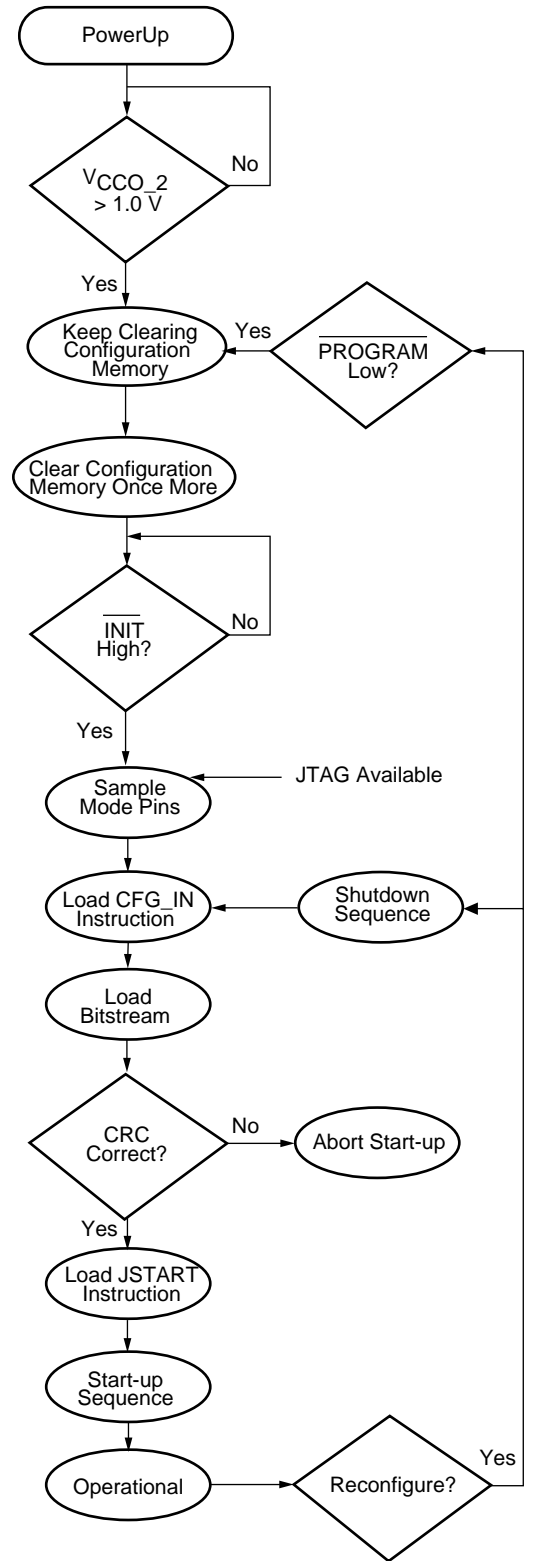 PowerUp
VCCO_2
> 1.0 V
No
Yes
Keep Clearing
Configuration
Memory
Yes
PROGRAM
Low?
Clear Configuration
Memory Once More
INIT
High?
No
Yes
Sample
Mode Pins
JTAG Available
Load CFG_IN
Instruction
Shutdown
Sequence
Load
Bitstream
CRC
Correct?
No
Abort Start-up
Yes
Load JSTART
Instruction
Start-up
Sequence
Operational
Reconfigure?
Yes